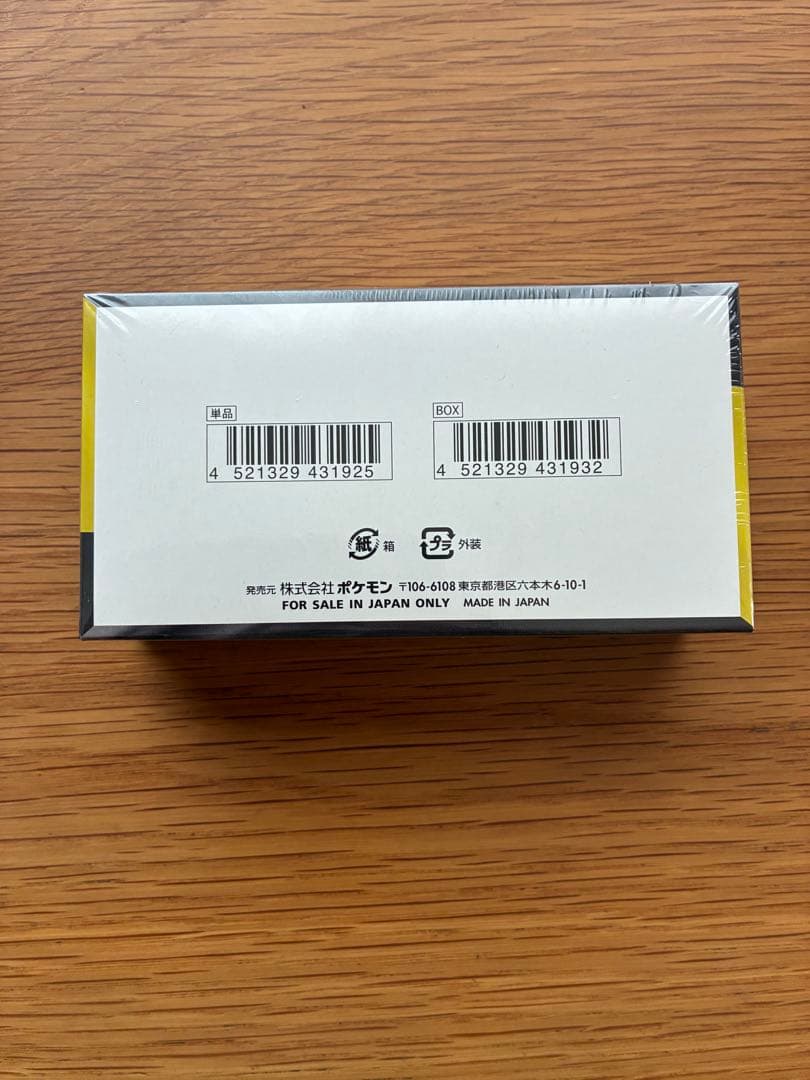 単品
4 521329 431925
BOX
4 521329 431932
紙 箱
プラ 外装
発売元 株式会社 ポケモン 〒106-6108 東京都港区六本木6-10-1
FOR SALE IN JAPAN ONLY MADE IN JAPAN